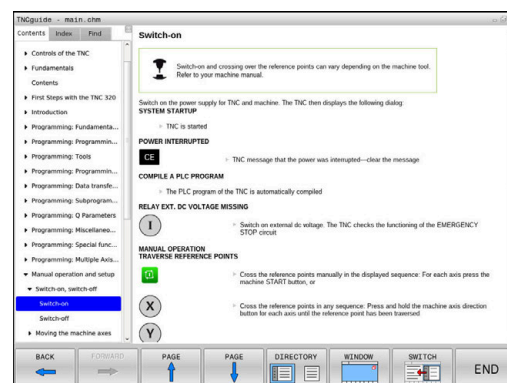 TNCguide - main.chm
Contents Index Find
Controls of the TNC
Fundamentals
Contents
First Steps with the TNC 320
Introduction
Programming: Fundamenta...
Programming: Programmin...
Programming: Tools
Programming: Programmin...
Programming: Data transfe...
Programming: Subprogram...
Programming: Q Parameters
Programming: Miscellaneo...
Programming: Special func...
Programming: Multiple Axis...
Manual operation and setup
Switch-on, switch-off
Switch-on
Switch-off
Moving the machine axes
Switch-on
Switch-on and crossing over the reference points can vary depending on the machine tool.
Refer to your machine manual.
Switch on the power supply for TNC and machine. The TNC then displays the following dialog:
SYSTEM STARTUP
TNC is started
POWER INTERRUPTED
CE
TNC message that the power was interrupted—clear the message
COMPILE A PLC PROGRAM
The PLC program of the TNC is automatically compiled
RELAY EXT. DC VOLTAGE MISSING
I
Switch on external dc voltage. The TNC checks the functioning of the EMERGENCY
STOP circuit
MANUAL OPERATION
TRAVERSE REFERENCE POINTS
Cross the reference points manually in the displayed sequence: For each axis press the
machine START button, or
X
Cross the reference points in any sequence: Press and hold the machine axis direction
button for each axis until the reference point has been traversed
Y
BACK FORWARD PAGE PAGE DIRECTORY WINDOW SWITCH END